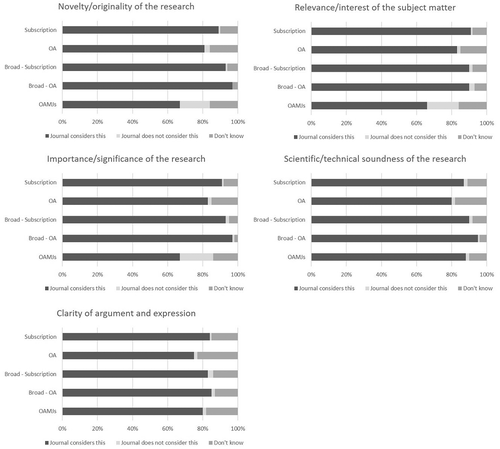 Novelty/originality of the research
Subscription
OA
Broad - Subscription
Broad - OA
OAMJs
0% 20% 40% 60% 80% 100%
Journal considers this Journal does not consider this Don't know
Relevance/interest of the subject matter
Subscription
OA
Broad - Subscription
Broad - OA
OAMJs
0% 20% 40% 60% 80% 100%
Journal considers this Journal does not consider this Don't know
Importance/significance of the research
Subscription
OA
Broad - Subscription
Broad - OA
OAMJs
0% 20% 40% 60% 80% 100%
Journal considers this Journal does not consider this Don't know
Scientific/technical soundness of the research
Subscription
OA
Broad - Subscription
Broad - OA
OAMJs
0% 20% 40% 60% 80% 100%
Journal considers this Journal does not consider this Don't know
Clarity of argument and expression
Subscription
OA
Broad - Subscription
Broad - OA
OAMJs
0% 20% 40% 60% 80% 100%
Journal considers this Journal does not consider this Don't know